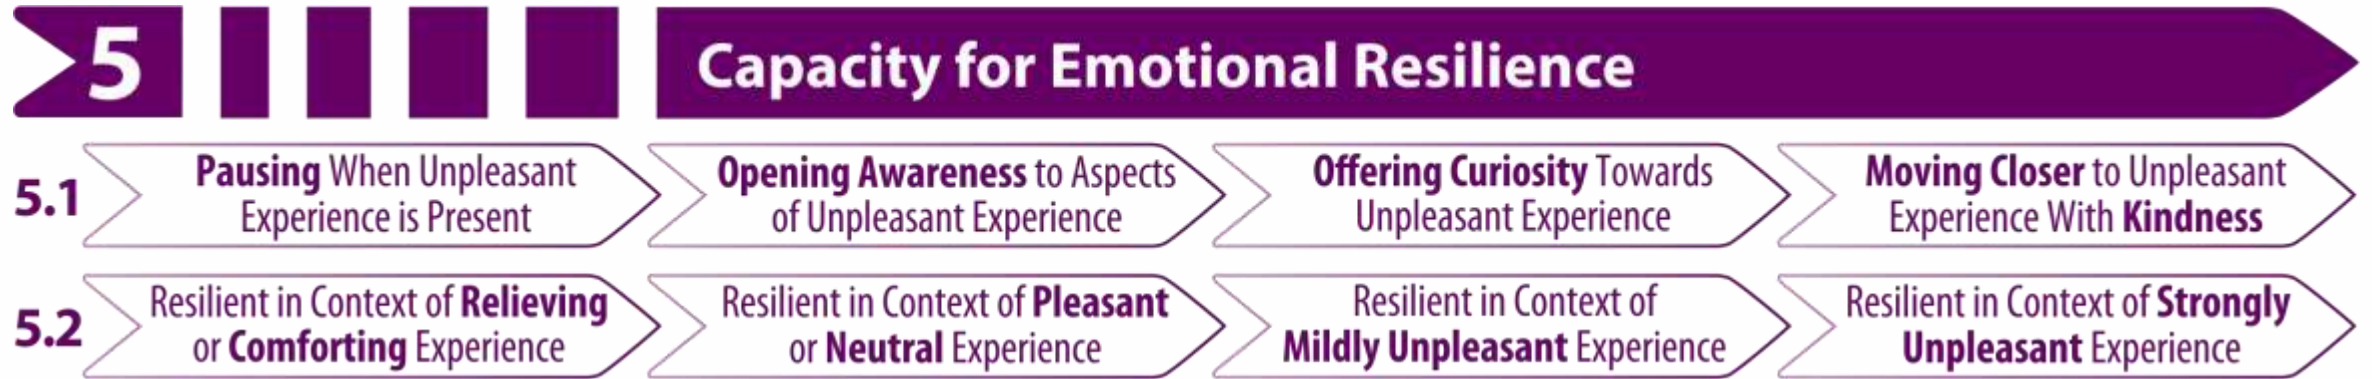 5 Capacity for Emotional Resilience
5.1
Pausing When Unpleasant
Experience is Present
Opening Awareness to Aspects
of Unpleasant Experience
Offering Curiosity Towards
Unpleasant Experience
Moving Closer to Unpleasant
Experience With Kindness
5.2
Resilient in Context of Relieving
or Comforting Experience
Resilient in Context of Pleasant
or Neutral Experience
Resilient in Context of
Mildly Unpleasant Experience
Resilient in Context of Strongly
Unpleasant Experience